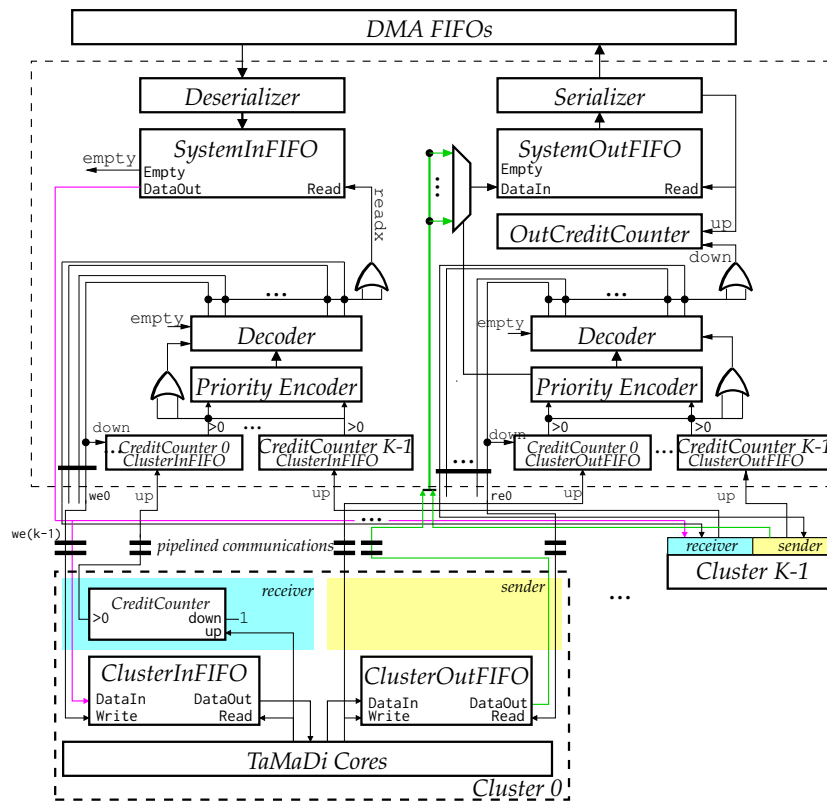 DMA FIFOs
Deserializer
Serializer
SystemInFIFO
empty
Empty
DataOut
Read
SystemOutFIFO
Empty
DataIn
Read
readx
OutCreditCounter
up
down
...
...
empty
Decoder
empty
Decoder
Priority Encoder
Priority Encoder
down
>0
...
>0
down
>0
>0
...
CreditCounter 0
ClusterInFIFO
CreditCounter K-1
ClusterInFIFO
CreditCounter 0
ClusterOutFIFO
...
CreditCounter K-1
ClusterOutFIFO
...
we0
up
up
re0
up
up
we(k-1)
...
pipelined communications
receiver
sender
Cluster K-1
...
CreditCounter
>0
down
1
up
receiver
sender
ClusterInFIFO
DataIn
DataOut
Write
Read
ClusterOutFIFO
DataIn
DataOut
Write
Read
TaMaDi Cores
Cluster 0